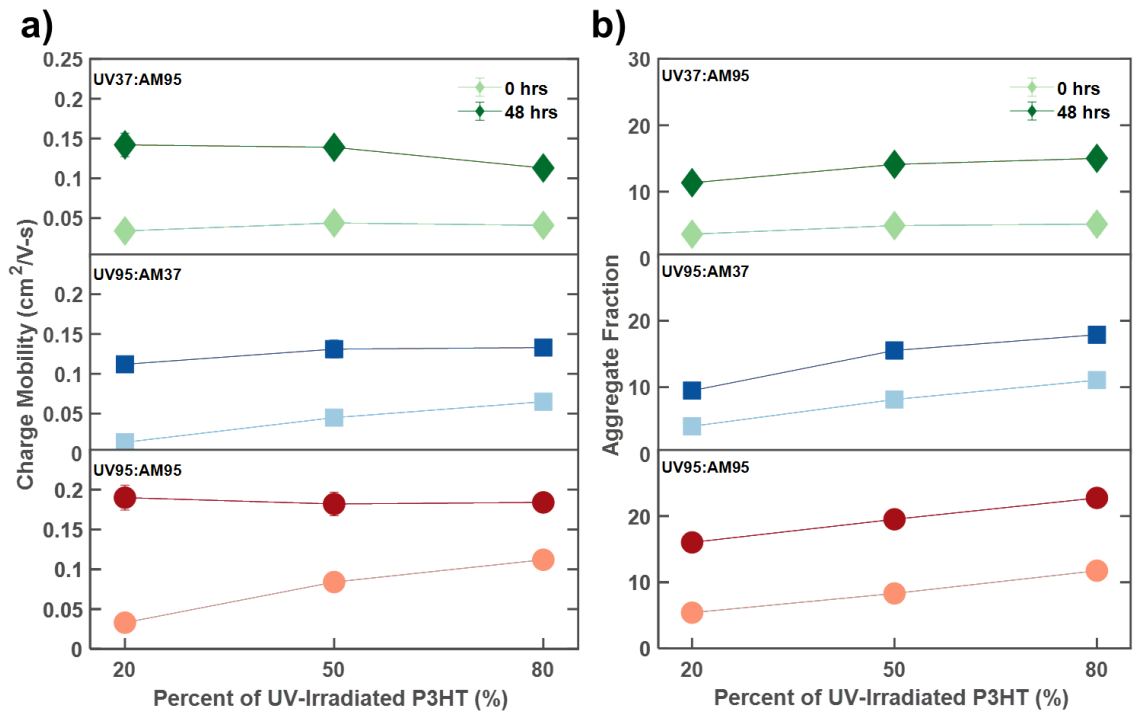 a)
Charge Mobility (cm²/V-s)
0.25
0.2
0.15
0.1
0.05
UV37:AM95
0 hrs
48 hrs
0
0.2
0.15
0.1
0.05
UV95:AM37
0
0.2
0.15
0.1
0.05
0
UV95:AM95
20 50 80
Percent of UV-Irradiated P3HT (%)
b)
Aggregate Fraction
30
20
10
UV37:AM95
0 hrs
48 hrs
0
20
10
UV95:AM37
0
20
10
0
UV95:AM95
20 50 80
Percent of UV-Irradiated P3HT (%)